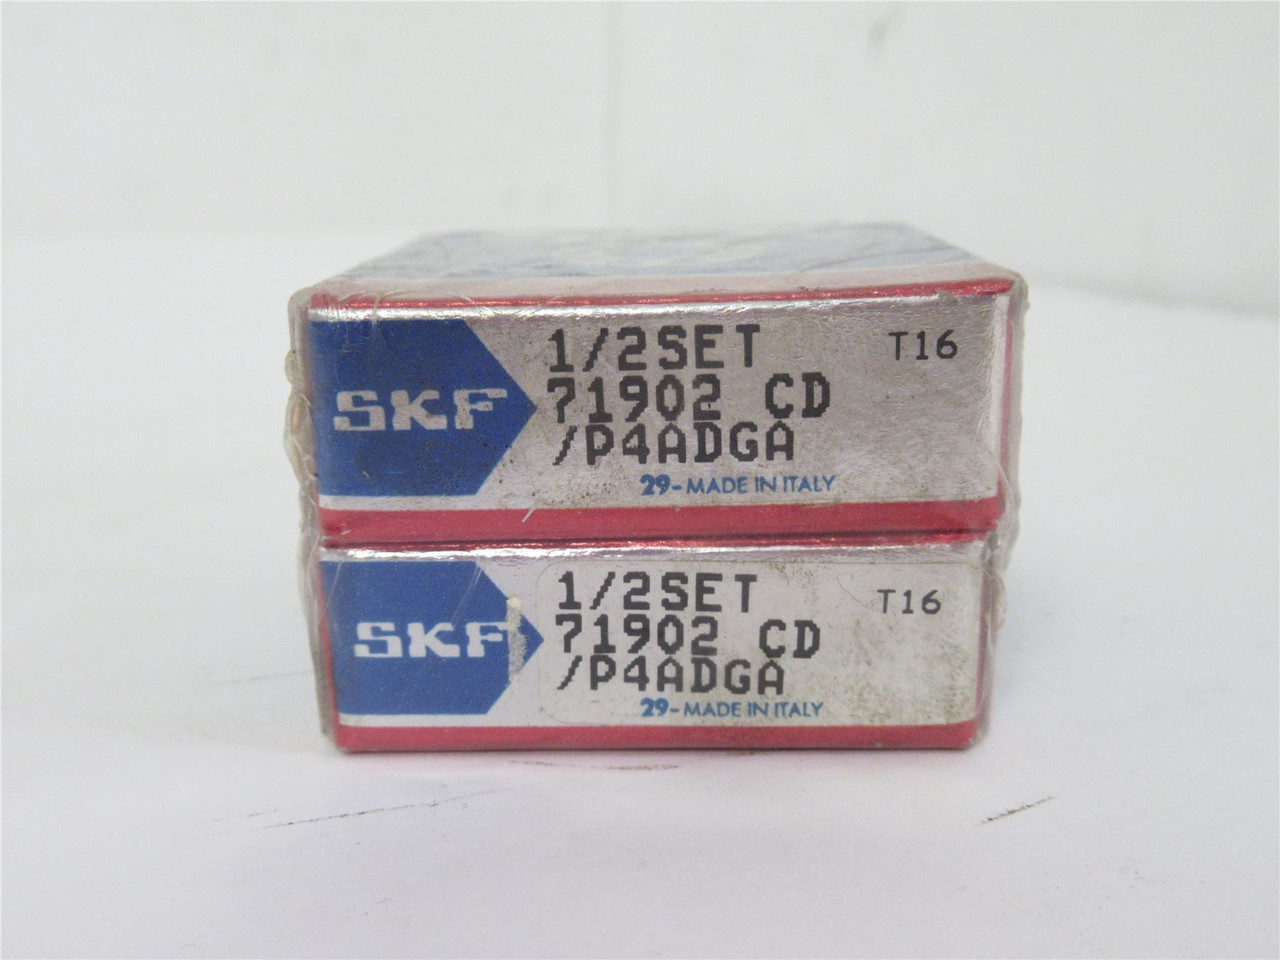 SKF
1/2SET T16
71902 CD
/P4ADGA
29-MADE IN ITALY
SKF
1/2SET T16
71902 CD
/P4ADGA
29-MADE IN ITALY